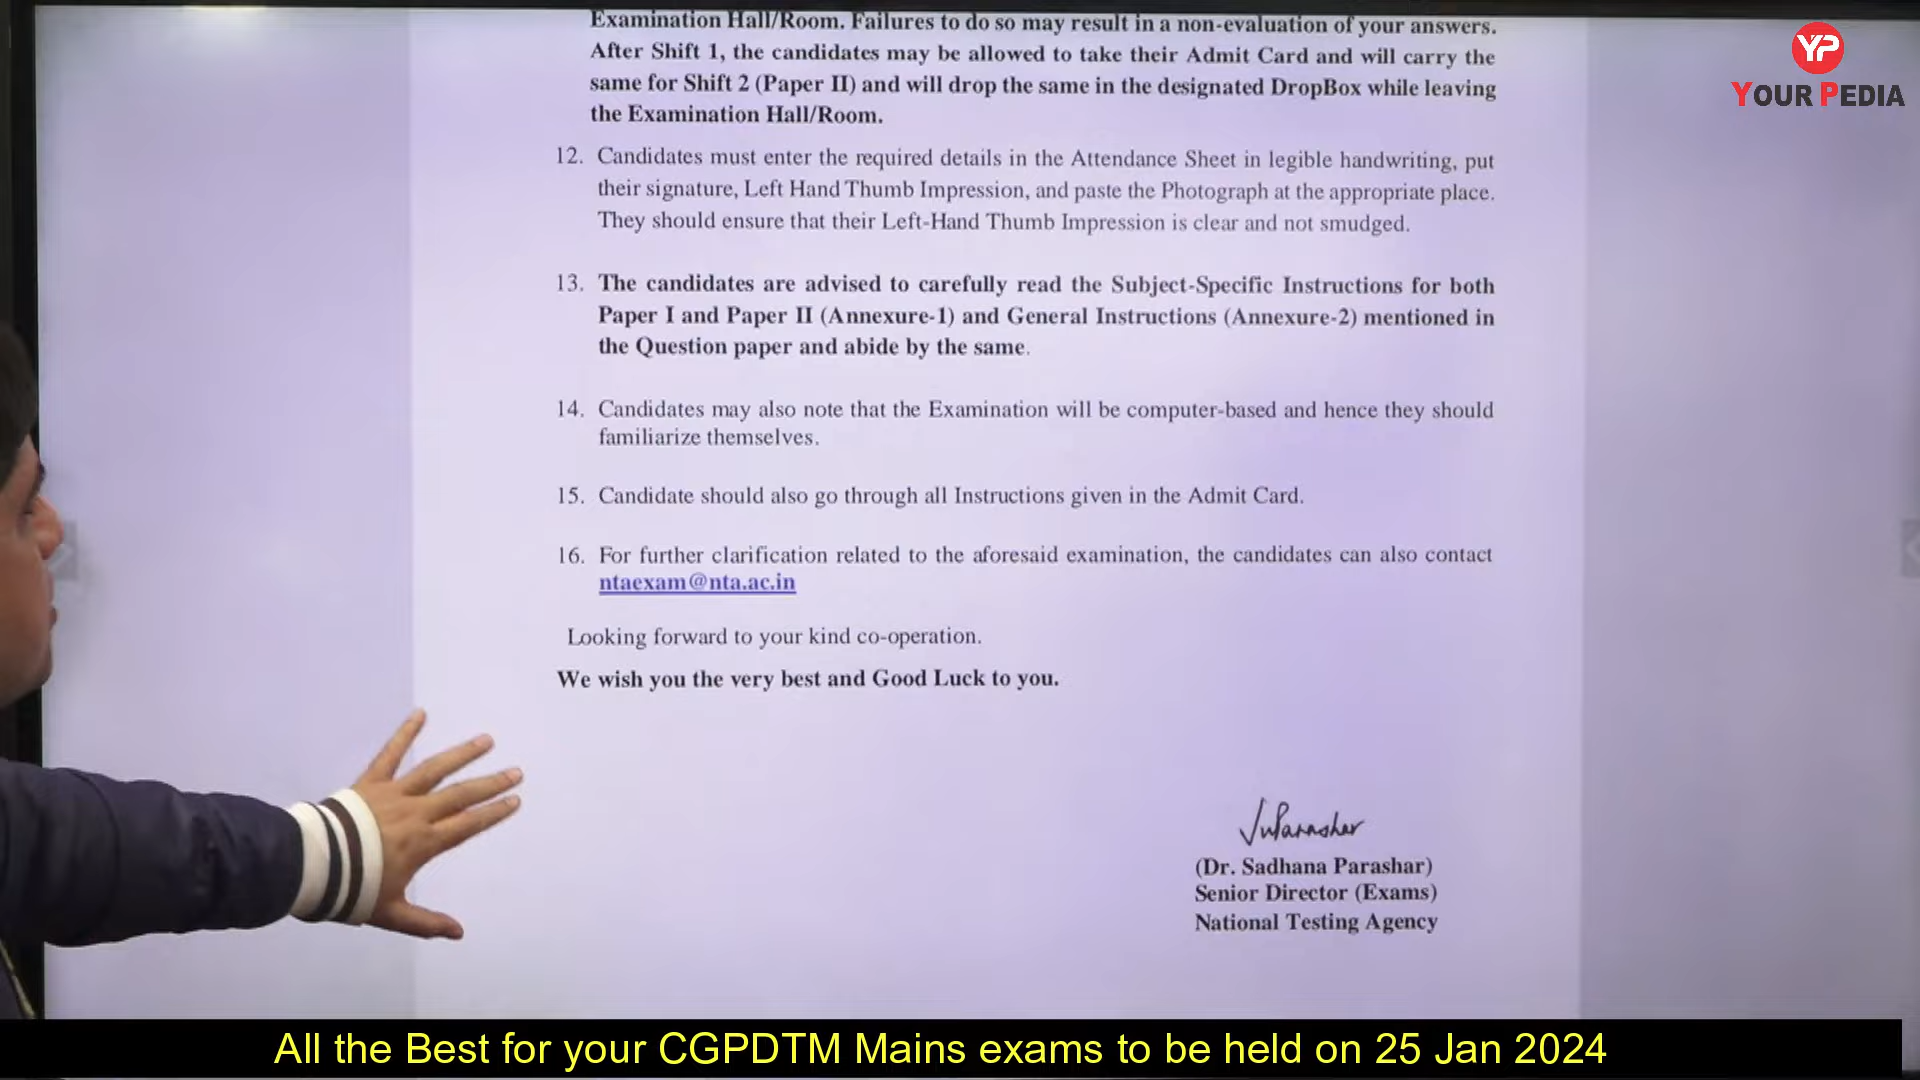 Examination Hall/Room. Failures to do so may result in a non-evaluation of your answers.
After Shift 1, the candidates may be allowed to take their Admit Card and will carry the
same for Shift 2 (Paper II) and will drop the same in the designated DropBox while leaving
the Examination Hall/Room.
12. Candidates must enter the required details in the Attendance Sheet in legible handwriting, put
their signature, Left Hand Thumb Impression, and paste the Photograph at the appropriate place.
They should ensure that their Left-Hand Thumb Impression is clear and not smudged.
13. The candidates are advised to carefully read the Subject-Specific Instructions for both
Paper I and Paper II (Annexure-1) and General Instructions (Annexure-2) mentioned in
the Question paper and abide by the same.
14. Candidates may also note that the Examination will be computer-based and hence they should
familiarize themselves.
15. Candidate should also go through all Instructions given in the Admit Card.
16. For further clarification related to the aforesaid examination, the candidates can also contact
ntaexam@nta.ac.in
Looking forward to your kind co-operation.
We wish you the very best and Good Luck to you.
(Dr. Sadhana Parashar)
Senior Director (Exams)
National Testing Agency
YP
YOUR PEDIA
All the Best for your CGPDTM Mains exams to be held on 25 Jan 2024